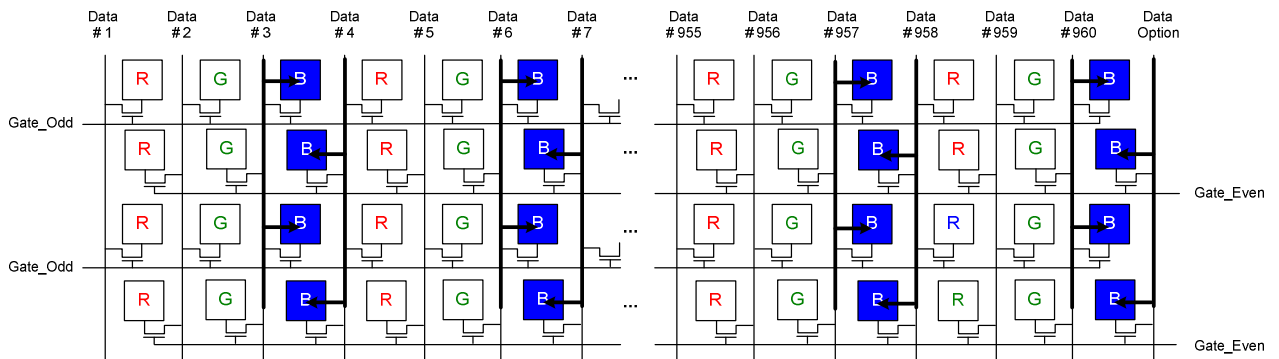 Data Data Data Data Data Data Data Data Data Data Data Data Data Data
#1 #2 #3 #4 #5 #6 #7 #955 #956 #957 #958 #959 #960 Option
R G B R G B ... R G B R G B
Gate_Odd
R G B R G B ... R G B R G B
Gate_Even
R G B R G B ... R G B R G B
Gate_Odd
R G B R G B ... R G B R G B
Gate_Even